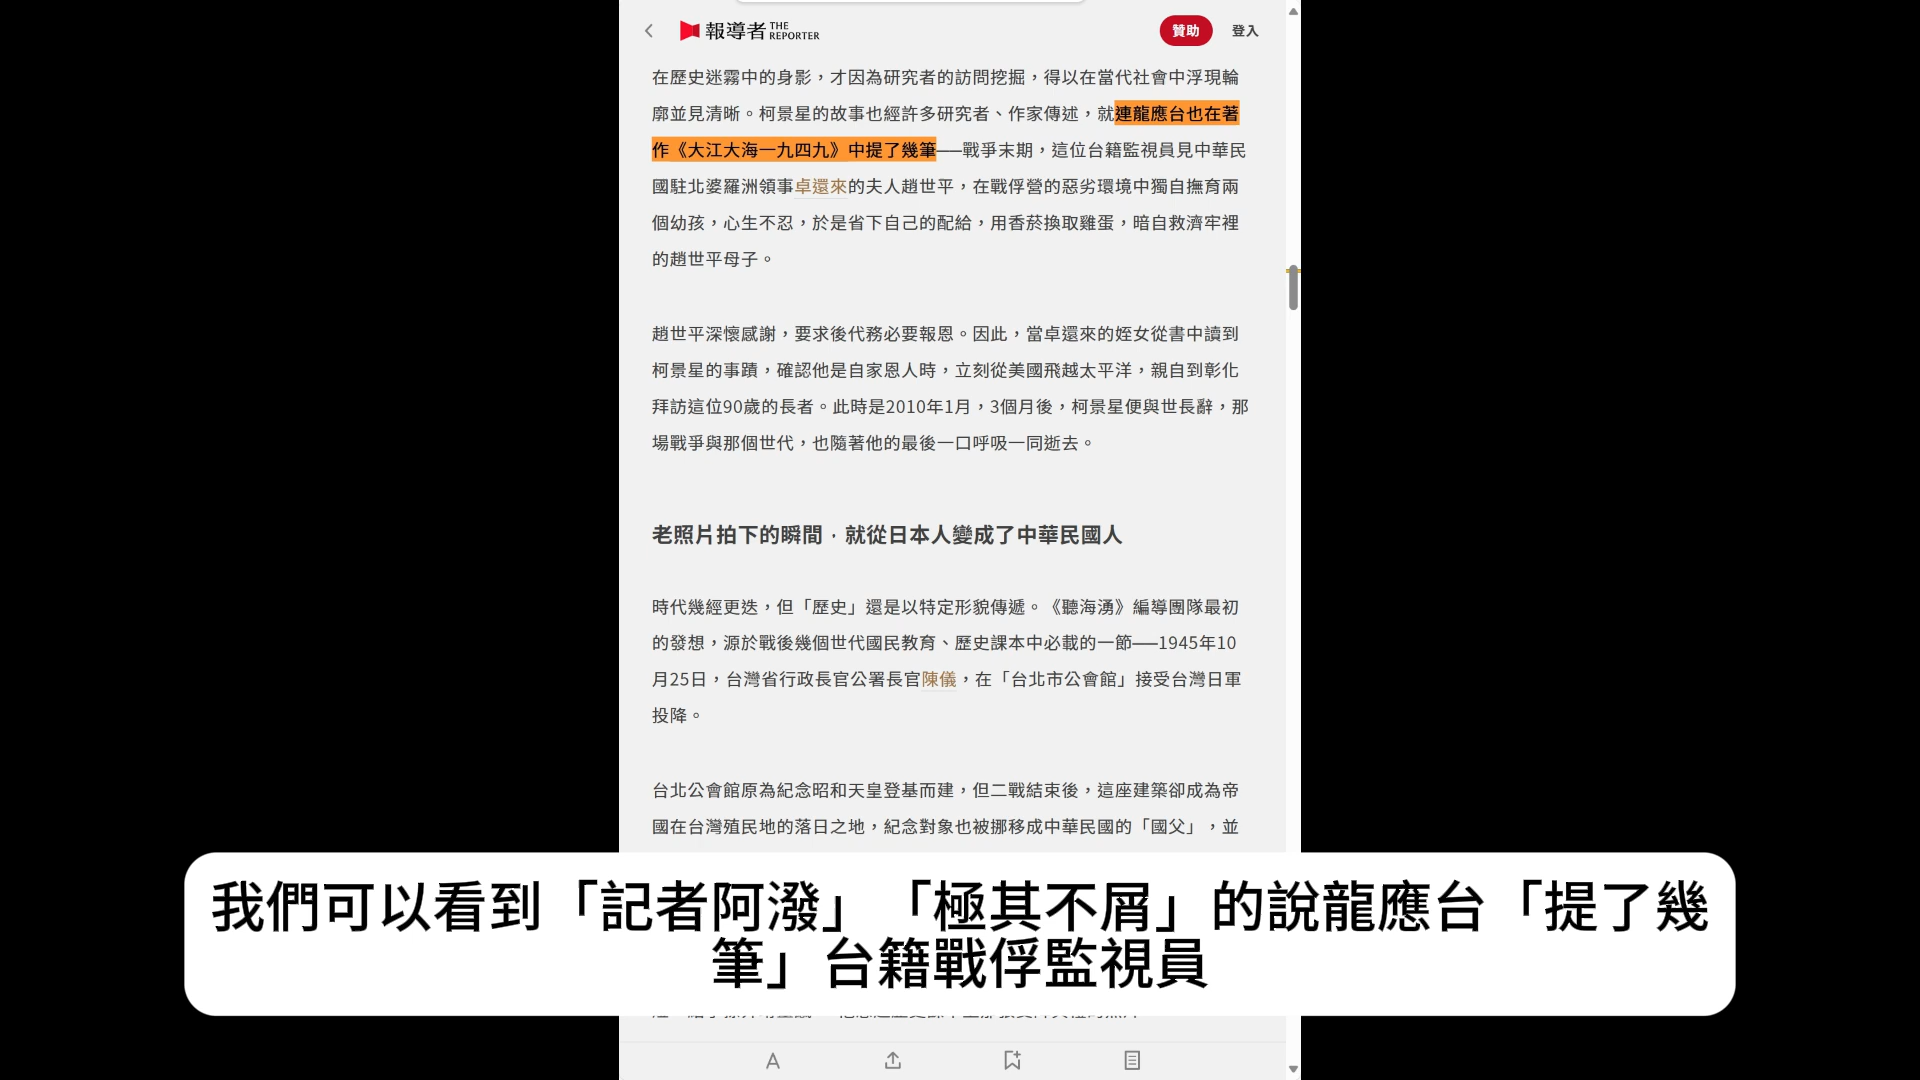 報導者 THE REPORTER
贊助
登入
在歷史迷霧中的身影，才因為研究者的訪問挖掘，得以在當代社會中浮現輪
廓並見清晰。柯景星的故事也經許多研究者、作家傳述，就連龍應台也在著
作《大江大海一九四九》中提了幾筆──戰爭末期，這位台籍監視員見中華民
國駐北婆羅洲領事卓還來的夫人趙世平，在戰俘營的惡劣環境中獨自撫育兩
個幼孩，心生不忍，於是省下自己的配給，用香菸換取雞蛋，暗自救濟牢裡
的趙世平母子。
趙世平深懷感謝，要求後代務必要報恩。因此，當卓還來的姪女從書中讀到
柯景星的事蹟，確認他是自家恩人時，立刻從美國飛越太平洋，親自到彰化
拜訪這位90歲的長者。此時是2010年1月，3個月後，柯景星便與世長辭，那
場戰爭與那個世代，也隨著他的最後一口呼吸一同逝去。
老照片拍下的瞬間，就從日本人變成了中華民國人
時代幾經更迭，但「歷史」還是以特定形貌傳遞。《聽海湧》編導團隊最初
的發想，源於戰後幾個世代國民教育、歷史課本中必載的一節──1945年10
月25日，台灣省行政長官公署長官陳儀，在「台北市公會館」接受台灣日軍
投降。
台北公會館原為紀念昭和天皇登基而建，但二戰結束後，這座建築卻成為帝
國在台灣殖民地的落日之地，紀念對象也被挪移成中華民國的「國父」，並
我們可以看到「記者阿潑」「極其不屑」的說龍應台「提了幾
筆」台籍戰俘監視員